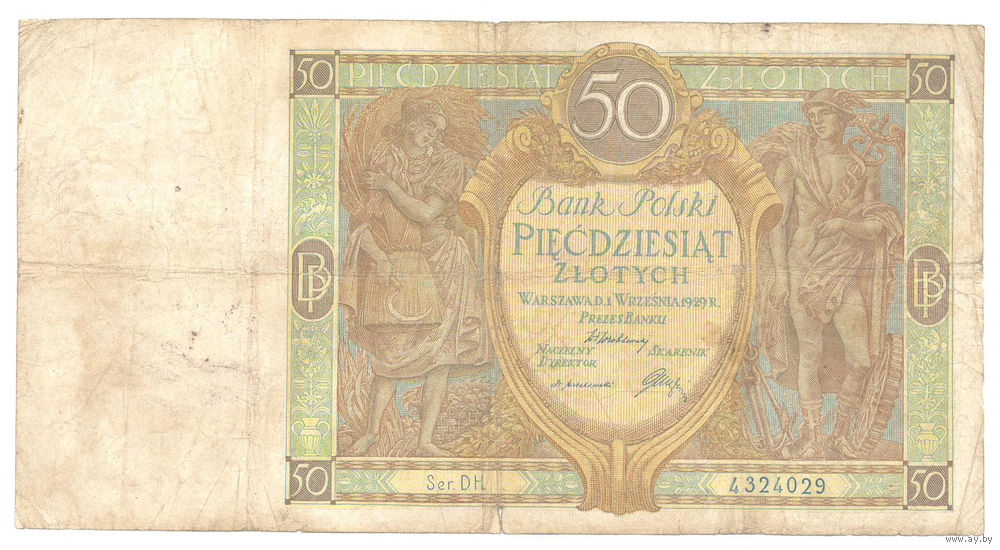 50 PIĘĆDZIESIĄT 50 ZŁOTYCH 50
Bank Polski
PIĘĆDZIESIĄT
ZŁOTYCH
WARSZAWA D. 1 WRZEŚNIA 1929 R.
PREZES BANKU
NACZELNY SKARBNIK
DYREKTOR
BP BP
50 Ser. DH. 4324029 50
www.ay.by